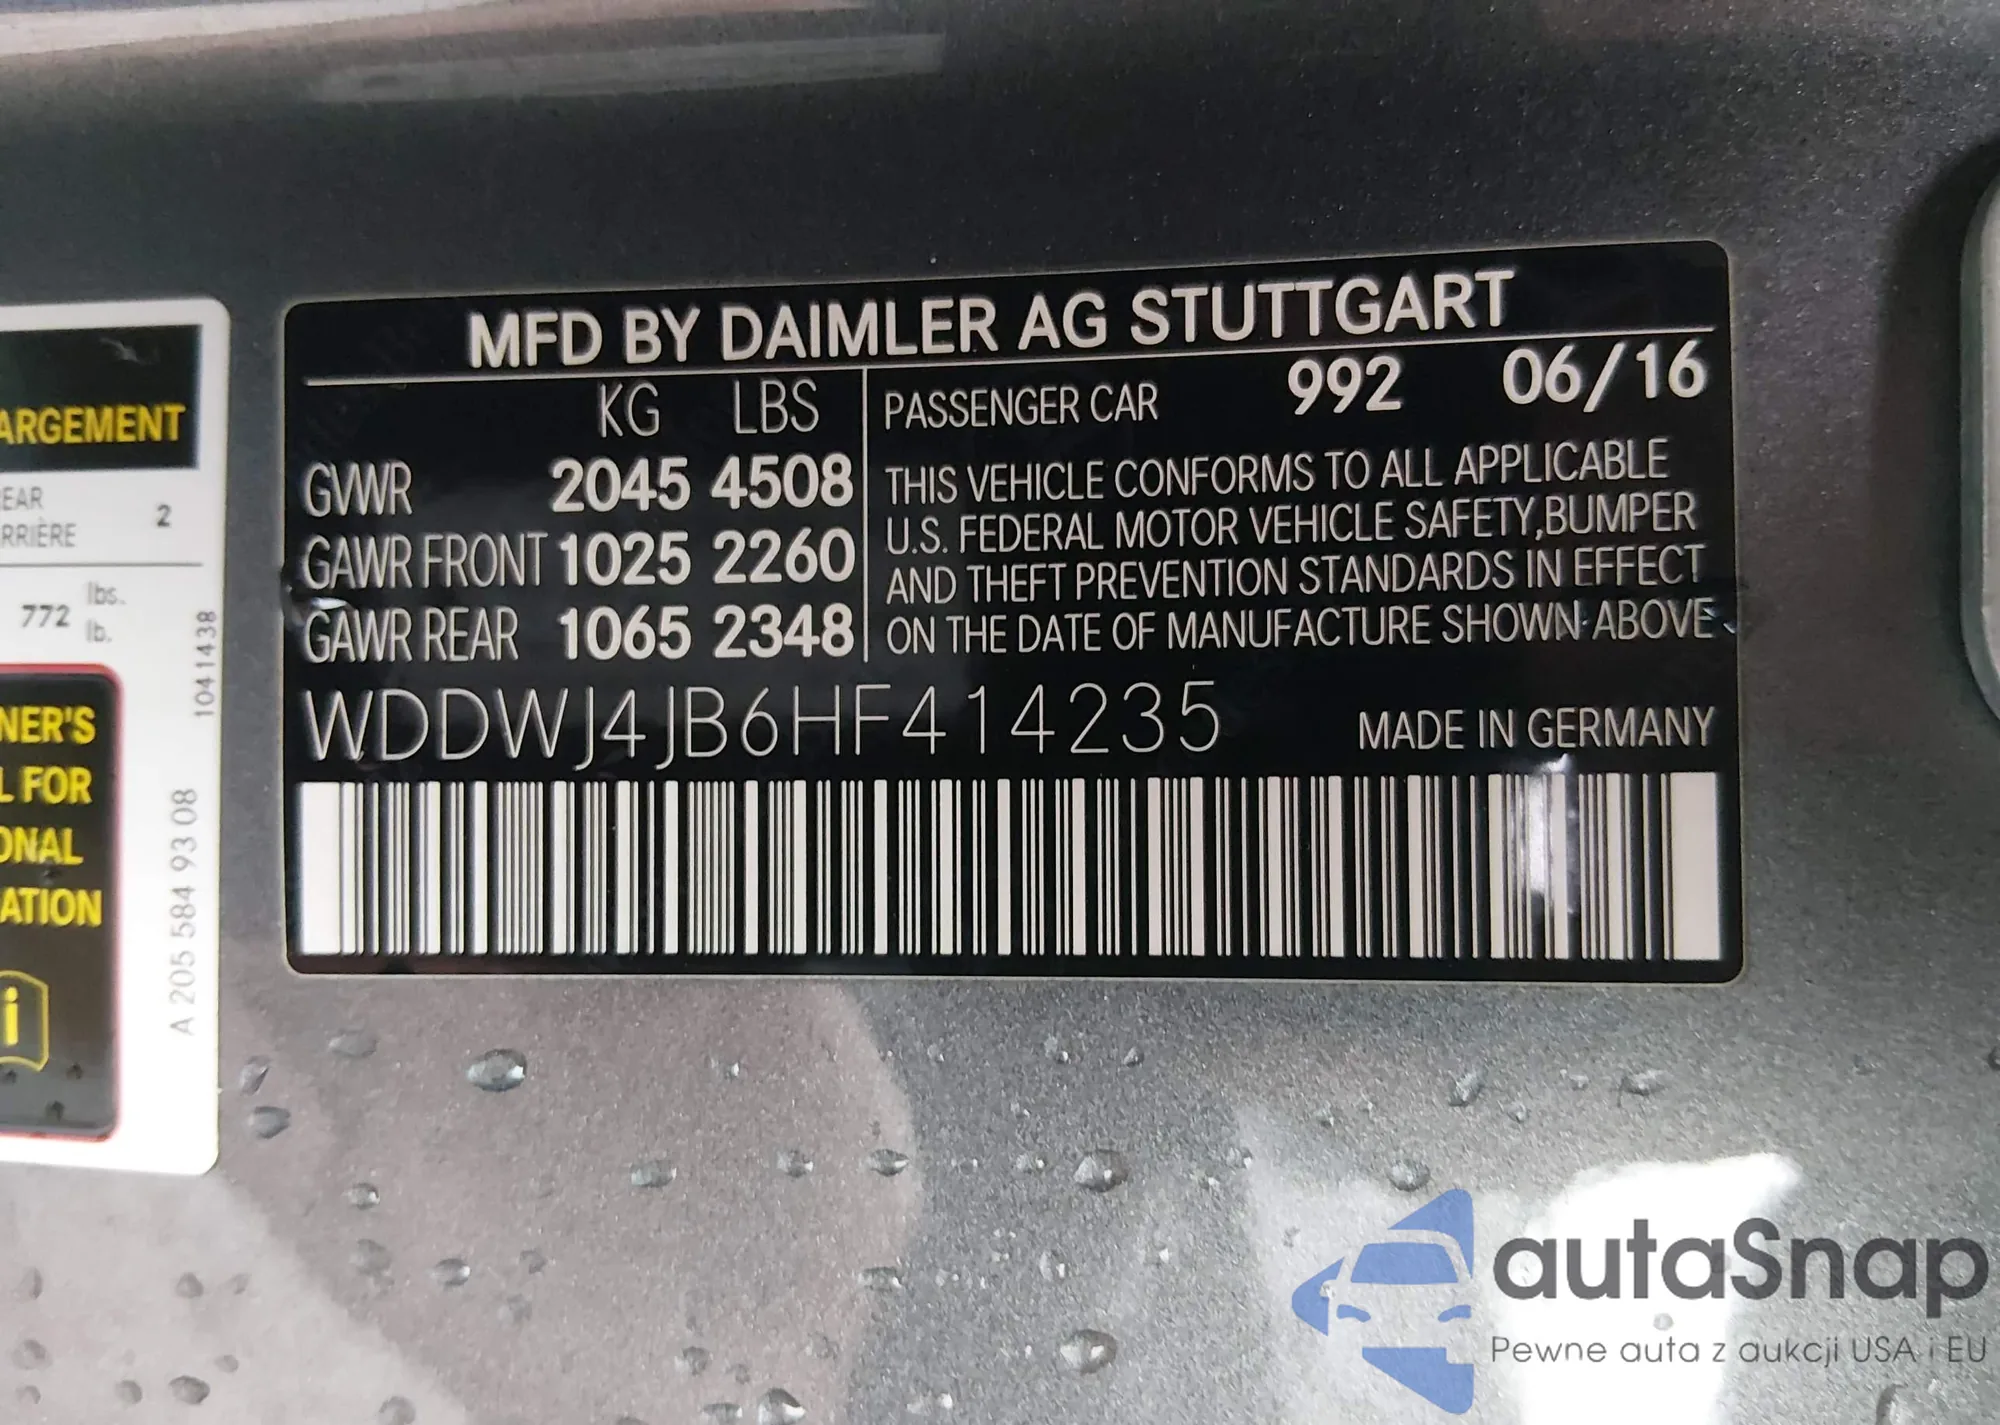 MFD BY DAIMLER AG STUTTGART
KG LBS
GVWR 2045 4508
GAWR FRONT 1025 2260
GAWR REAR 1065 2348
PASSENGER CAR 992 06/16
THIS VEHICLE CONFORMS TO ALL APPLICABLE
U.S. FEDERAL MOTOR VEHICLE SAFETY,BUMPER
AND THEFT PREVENTION STANDARDS IN EFFECT
ON THE DATE OF MANUFACTURE SHOWN ABOVE
WDDWJ4JB6HF414235
MADE IN GERMANY
ARGEMENT
EAR
RRIÈRE
2
772
lbs.
lb.
1041438
NER'S
L FOR
ONAL
ATION
i
A 205 584 93 08
autaSnap
Pewne auta z aukcji USA i EU